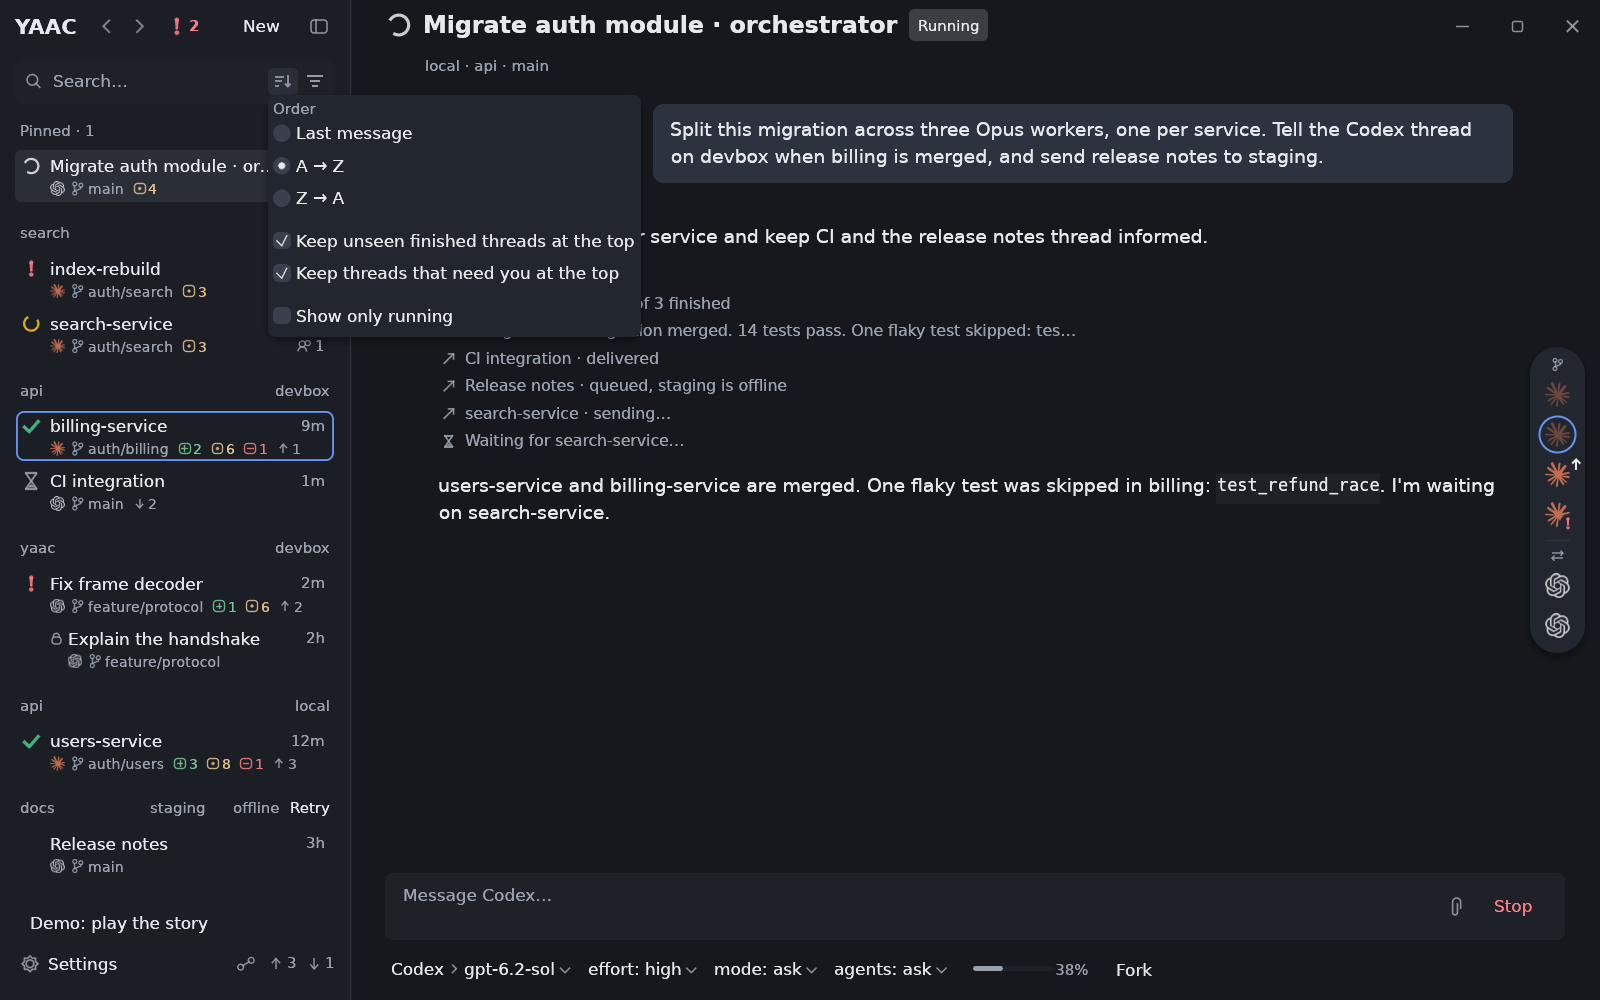 YAAC
2
New
Search...
Pinned · 1
Migrate auth module · or...
main 4
search
index-rebuild
auth/search 3
search-service
auth/search 3 1
api devbox
billing-service 9m
auth/billing 2 6 1 ↑1
CI integration 1m
main ↓2
yaac devbox
Fix frame decoder 2m
feature/protocol 1 6 ↑2
Explain the handshake 2h
feature/protocol
api local
users-service 12m
auth/users 3 8 1 ↑3
docs staging offline Retry
Release notes 3h
main
Demo: play the story
Settings ↑3 ↓1
Order
Last message
A → Z
Z → A
Keep unseen finished threads at the top
Keep threads that need you at the top
Show only running
Migrate auth module · orchestrator Running
local · api · main
Split this migration across three Opus workers, one per service. Tell the Codex thread
on devbox when billing is merged, and send release notes to staging.
service and keep CI and the release notes thread informed.
of 3 finished
merged. 14 tests pass. One flaky test skipped: tes...
CI integration · delivered
Release notes · queued, staging is offline
search-service · sending...
Waiting for search-service...
users-service and billing-service are merged. One flaky test was skipped in billing: test_refund_race. I'm waiting
on search-service.
Message Codex...
Stop
Codex > gpt-6.2-sol effort: high mode: ask agents: ask 38% Fork